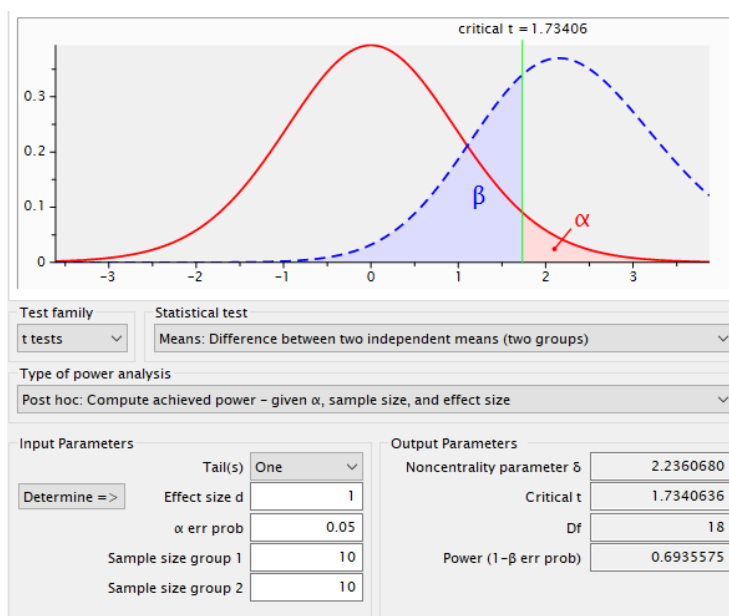 critical t = 1.73406
0.3
0.2
0.1
0
β
α
-3 -2 -1 0 1 2 3
Test family Statistical test
t tests Means: Difference between two independent means (two groups)
Type of power analysis
Post hoc: Compute achieved power – given α, sample size, and effect size
Input Parameters Output Parameters
Tail(s) One Noncentrality parameter δ 2.2360680
Determine => Effect size d 1 Critical t 1.7340636
α err prob 0.05 Df 18
Sample size group 1 10 Power (1-β err prob) 0.6935575
Sample size group 2 10